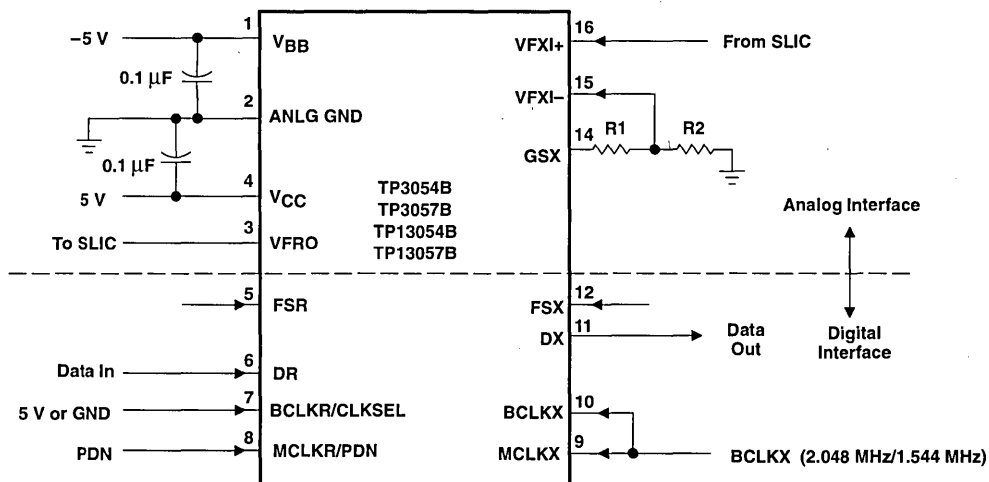 1
–5 V
VBB
0.1 µF
2
ANLG GND
0.1 µF
4
5 V
VCC
3
To SLIC
VFRO
TP3054B
TP3057B
TP13054B
TP13057B
16
VFXI+
From SLIC
15
VFXI–
14
GSX
R1
R2
Analog Interface
5
FSR
12
FSX
11
DX
Data
Out
Digital
Interface
6
Data In
DR
7
5 V or GND
BCLKR/CLKSEL
8
PDN
MCLKR/PDN
10
BCLKX
9
MCLKX
BCLKX (2.048 MHz/1.544 MHz)